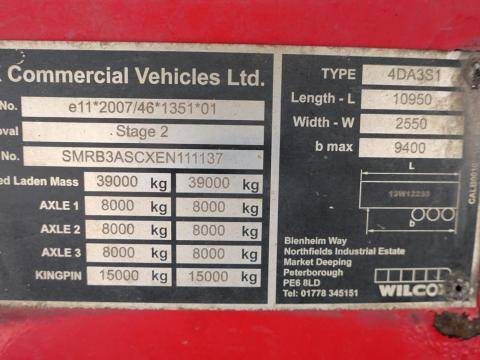 Commercial Vehicles Ltd.
No. e11*2007/46*1351*01
Stage 2
No. SMRB3ASCXEN111137
Laden Mass 39000 kg 39000 kg
AXLE 1 8000 kg 8000 kg
AXLE 2 8000 kg 8000 kg
AXLE 3 8000 kg 8000 kg
KINGPIN 15000 kg 15000 kg
TYPE 4DA3S1
Length - L 10950
Width - W 2550
b max 9400
L
13W12235
b
Blenheim Way
Northfields Industrial Estate
Market Deeping
Peterborough
PE6 8LD
Tel: 01778 345151
WILCOX